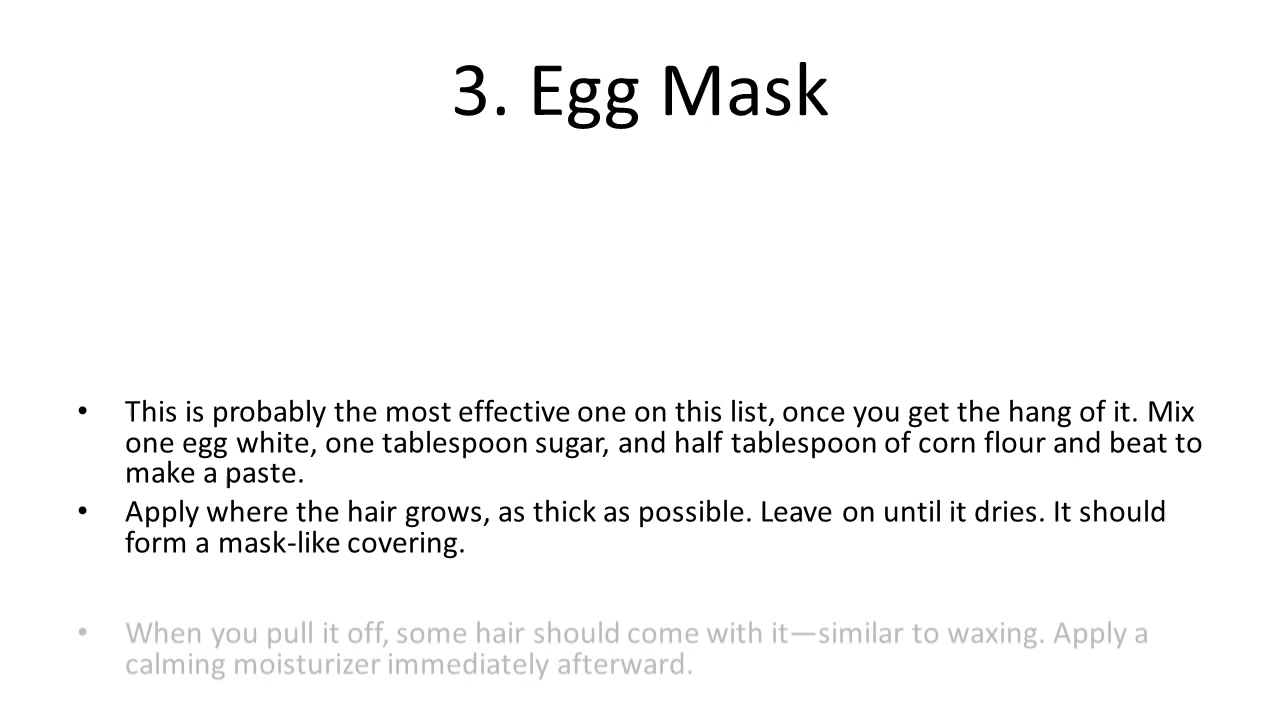 3. Egg Mask
• This is probably the most effective one on this list, once you get the hang of it. Mix
one egg white, one tablespoon sugar, and half tablespoon of corn flour and beat to
make a paste.
• Apply where the hair grows, as thick as possible. Leave on until it dries. It should
form a mask-like covering.
• When you pull it off, some hair should come with it—similar to waxing. Apply a
calming moisturizer immediately afterward.